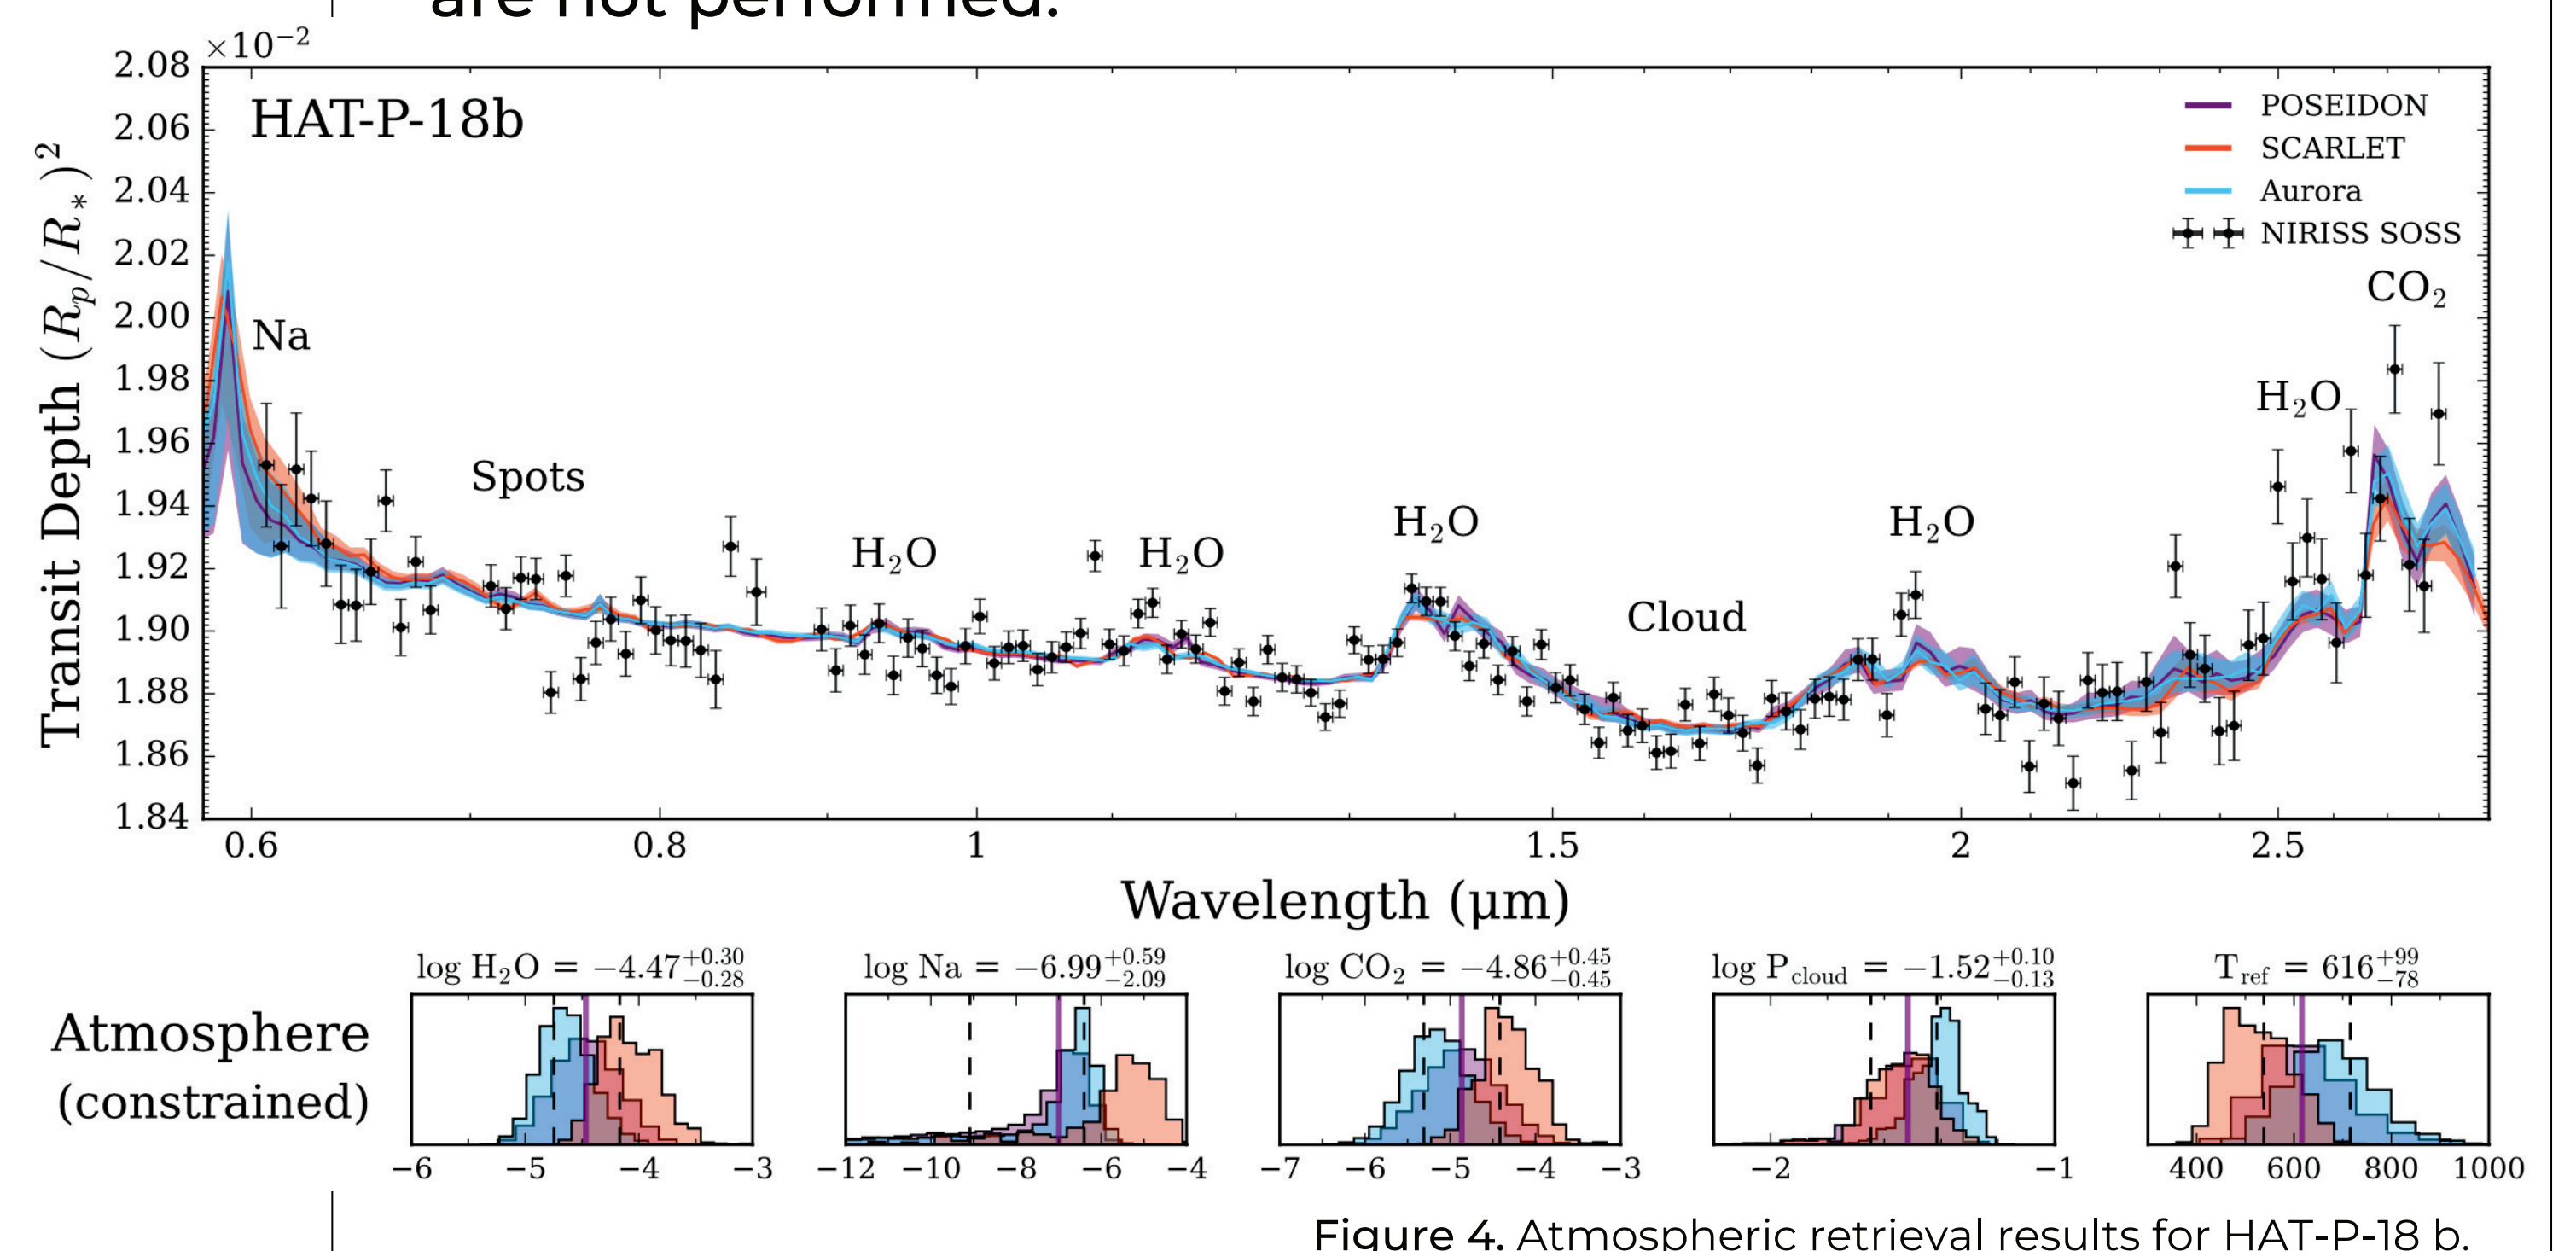 are not performed.
×10⁻²
2.08
2.06
2.04
2.02
2.00
1.98
1.96
1.94
1.92
1.90
1.88
1.86
1.84
Transit Depth (Rₚ/R∗)²
HAT-P-18b
POSEIDON
SCARLET
Aurora
NIRISS SOSS
Na
Spots
H₂O
H₂O
H₂O
Cloud
H₂O
H₂O
CO₂
0.6 0.8 1 1.5 2 2.5
Wavelength (μm)
log H₂O = −4.47 +0.30 −0.28
log Na = −6.99 +0.59 −2.09
log CO₂ = −4.86 +0.45 −0.45
log P_cloud = −1.52 +0.10 −0.13
T_ref = 616 +99 −78
Atmosphere
(constrained)
−6 −5 −4 −3
−12 −10 −8 −6 −4
−7 −6 −5 −4 −3
−2 −1
400 600 800 1000
Figure 4. Atmospheric retrieval results for HAT-P-18 b.